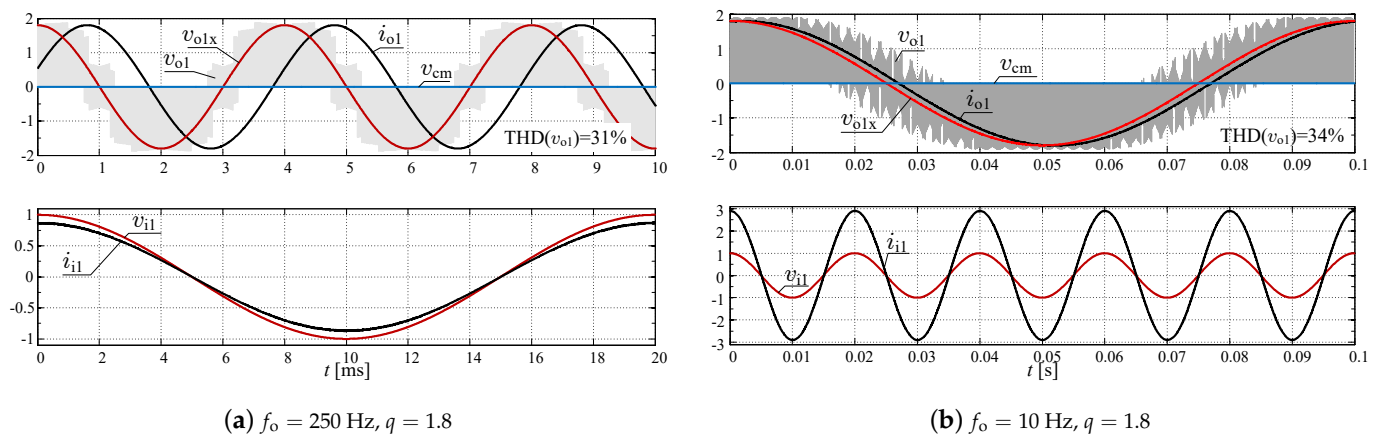 2
1
0
-1
-2
v_o1x
v_o1
i_o1
v_cm
THD(v_o1)=31%
0 1 2 3 4 5 6 7 8 9 10
1
0.5
0
-0.5
-1
v_i1
i_i1
0 2 4 6 8 10 12 14 16 18 20
t [ms]
(a) f_o = 250 Hz, q = 1.8
2
1
0
-1
-2
v_o1
v_cm
i_o1
v_o1x
THD(v_o1)=34%
0 0.01 0.02 0.03 0.04 0.05 0.06 0.07 0.08 0.09 0.1
3
2
1
0
-1
-2
-3
i_i1
v_i1
0 0.01 0.02 0.03 0.04 0.05 0.06 0.07 0.08 0.09 0.1
t [s]
(b) f_o = 10 Hz, q = 1.8